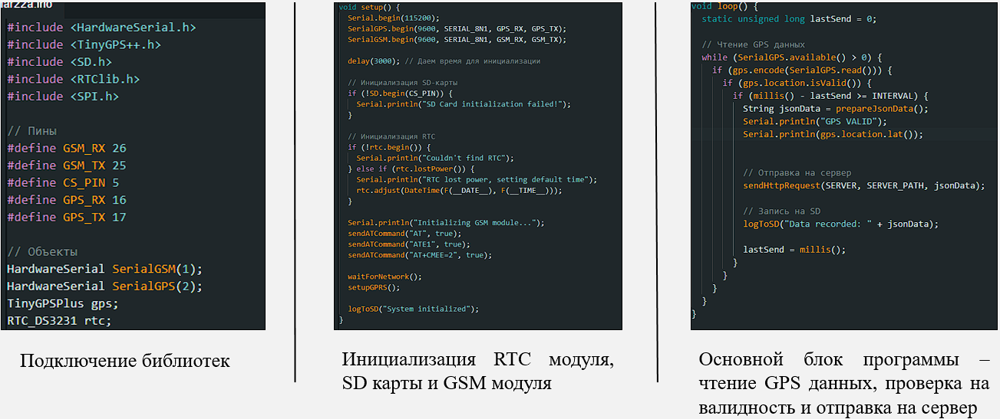 #include <HardwareSerial.h>
#include <TinyGPS++.h>
#include <SD.h>
#include <RTClib.h>
#include <SPI.h>
// Пины
#define GSM_RX 26
#define GSM_TX 25
#define CS_PIN 5
#define GPS_RX 16
#define GPS_TX 17
// Объекты
HardwareSerial SerialGSM(1);
HardwareSerial SerialGPS(2);
TinyGPSPlus gps;
RTC_DS3231 rtc;
Подключение библиотек
void setup() {
Serial.begin(115200);
SerialGPS.begin(9600, SERIAL_8N1, GPS_RX, GPS_TX);
SerialGSM.begin(9600, SERIAL_8N1, GSM_RX, GSM_TX);
delay(3000); // Даем время для инициализации
// Инициализация SD-карты
if (!SD.begin(CS_PIN)) {
Serial.println("SD Card initialization failed!");
}
// Инициализация RTC
if (!rtc.begin()) {
Serial.println("Couldn't find RTC");
} else if (rtc.lostPower()) {
Serial.println("RTC lost power, setting default time");
rtc.adjust(DateTime(F(__DATE__), F(__TIME__)));
}
Serial.println("Initializing GSM module...");
sendATCommand("AT", true);
sendATCommand("ATE1", true);
sendATCommand("AT+CMEE=2", true);
waitForNetwork();
setupGPRS();
logToSD("System initialized");
}
Инициализация RTC модуля,
SD карты и GSM модуля
void loop() {
static unsigned long lastSend = 0;
// Чтение GPS данных
while (SerialGPS.available() > 0) {
if (gps.encode(SerialGPS.read())) {
if (gps.location.isValid()) {
if (millis() - lastSend >= INTERVAL) {
String jsonData = prepareJsonData();
Serial.println("GPS VALID");
Serial.println(gps.location.lat());
// Отправка на сервер
sendHttpRequest(SERVER, SERVER_PATH, jsonData);
// Запись на SD
logToSD("Data recorded: " + jsonData);
lastSend = millis();
}
}
}
}
}
Основной блок программы –
чтение GPS данных, проверка на
валидность и отправка на сервер